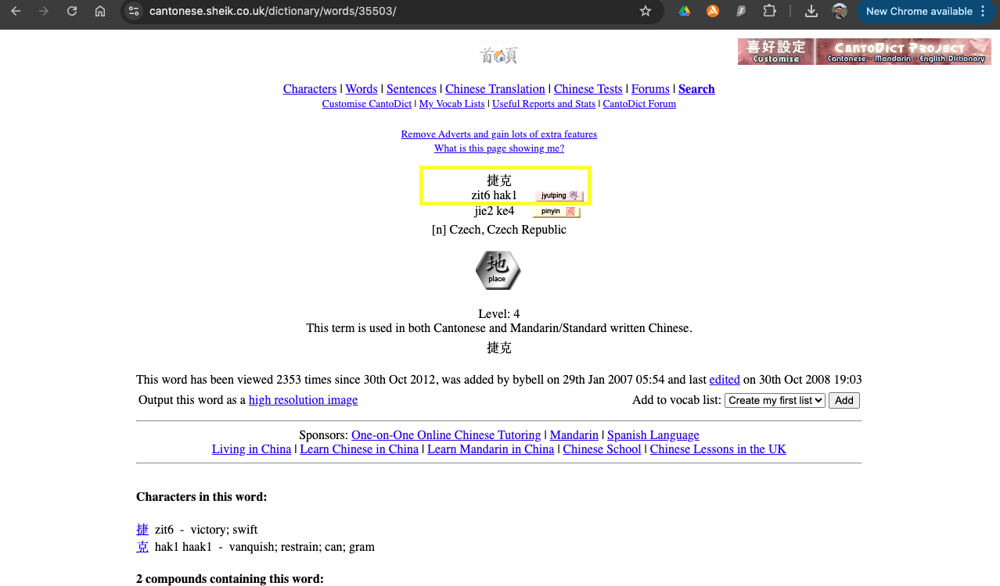 cantonese.sheik.co.uk/dictionary/words/35503/
New Chrome available
首頁
喜好設定
Customise
CANTODICT PROJECT
Cantonese - Mandarin - English Dictionary
Characters | Words | Sentences | Chinese Translation | Chinese Tests | Forums | Search
Customise CantoDict | My Vocab Lists | Useful Reports and Stats | CantoDict Forum
Remove Adverts and gain lots of extra features
What is this page showing me?
捷克
zit6 hak1 jyutping 粵
jie2 ke4 pinyin 國
[n] Czech, Czech Republic
地
place
Level: 4
This term is used in both Cantonese and Mandarin/Standard written Chinese.
捷克
This word has been viewed 2353 times since 30th Oct 2012, was added by bybell on 29th Jan 2007 05:54 and last edited on 30th Oct 2008 19:03
Output this word as a high resolution image Add to vocab list: Create my first list Add
Sponsors: One-on-One Online Chinese Tutoring | Mandarin | Spanish Language
Living in China | Learn Chinese in China | Learn Mandarin in China | Chinese School | Chinese Lessons in the UK
Characters in this word:
捷 zit6 - victory; swift
克 hak1 haak1 - vanquish; restrain; can; gram
2 compounds containing this word: